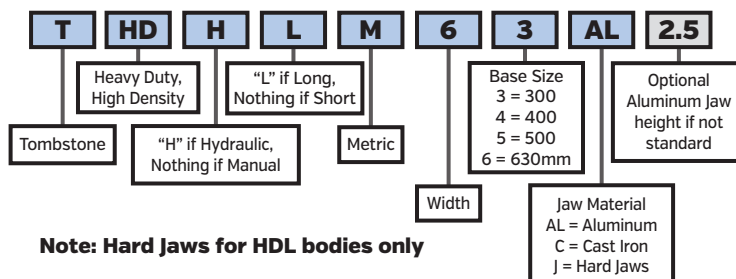 T HD H L M 6 3 AL 2.5
Heavy Duty,
High Density
"L" if Long,
Nothing if Short
Base Size
3 = 300
4 = 400
5 = 500
6 = 630mm
Optional
Aluminum Jaw
height if not
standard
Tombstone
"H" if Hydraulic,
Nothing if Manual
Metric
Width
Jaw Material
AL = Aluminum
C = Cast Iron
J = Hard Jaws
Note: Hard Jaws for HDL bodies only